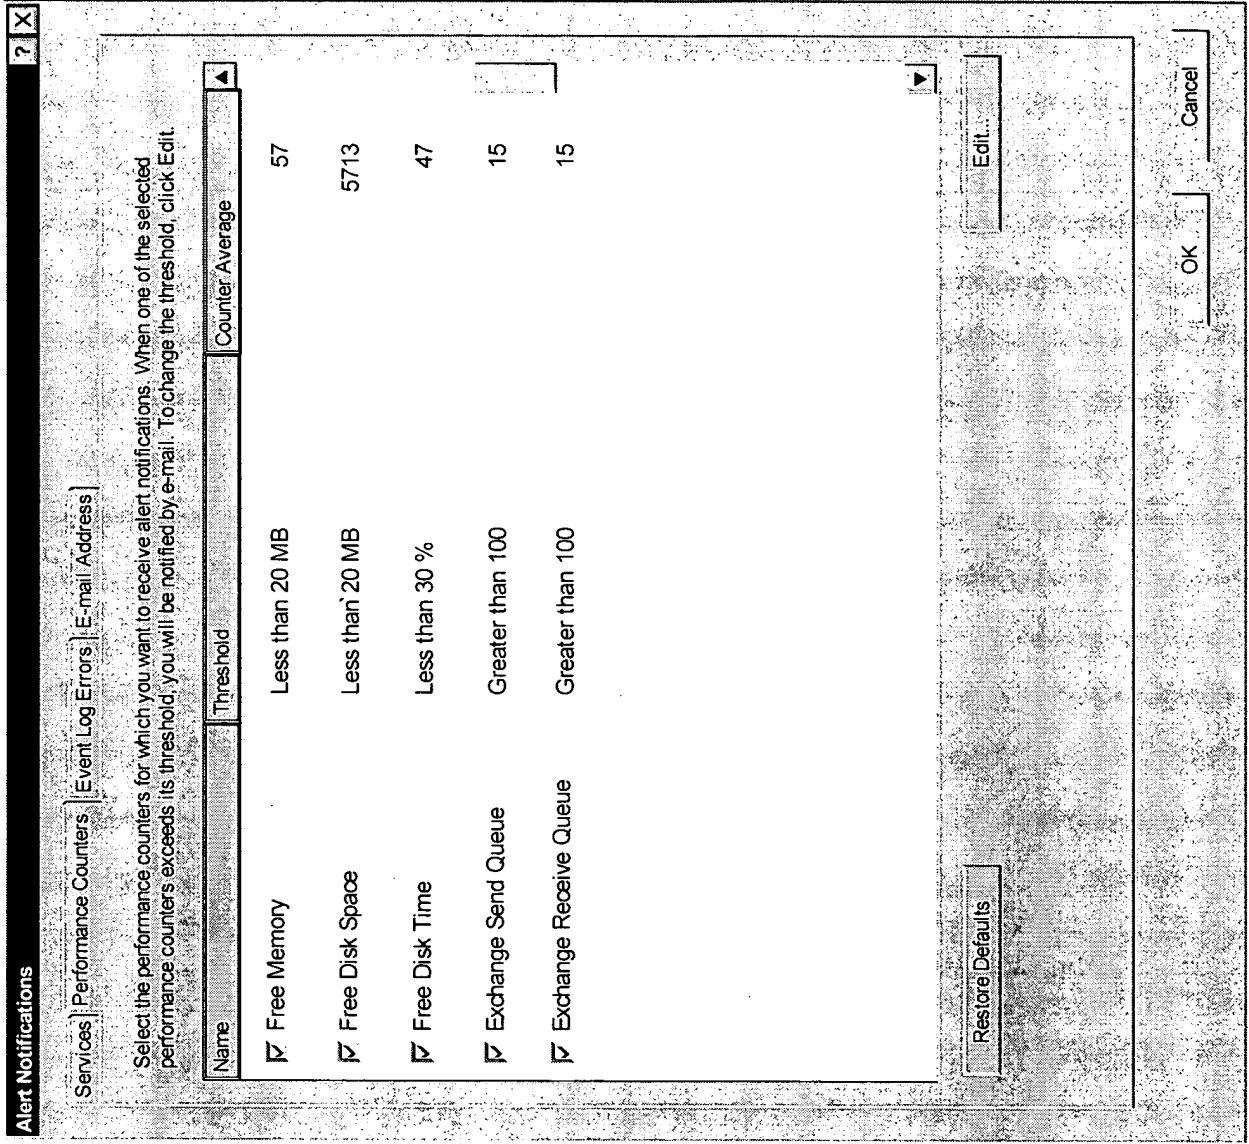 Alert Notifications ? X
Services Performance Counters Event Log Errors E-mail Address
Select the performance counters for which you want to receive alert notifications. When one of the selected
performance counters exceeds its threshold, you will be notified by e-mail. To change the threshold, click Edit.
Name Threshold Counter Average
Free Memory Less than 20 MB 57
Free Disk Space Less than 20 MB 5713
Free Disk Time Less than 30 % 47
Exchange Send Queue Greater than 100 15
Exchange Receive Queue Greater than 100 15
Restore Defaults Edit...
OK Cancel